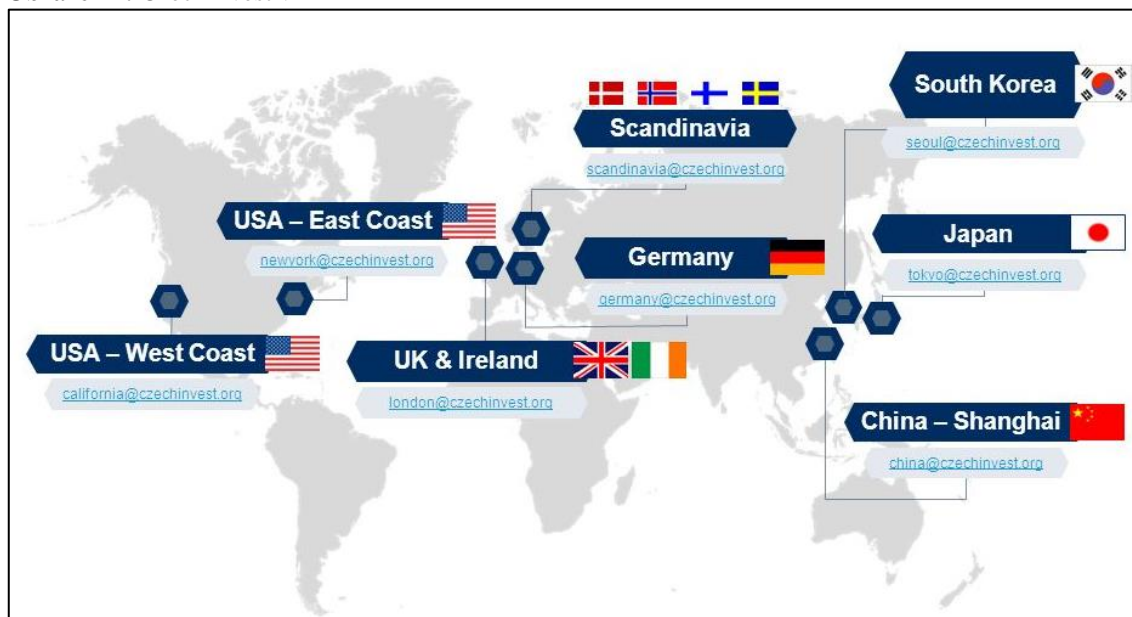 South Korea
seoul@czechinvest.org
Scandinavia
scandinavia@czechinvest.org
USA – East Coast
newyork@czechinvest.org
Germany
germany@czechinvest.org
Japan
tokyo@czechinvest.org
USA – West Coast
california@czechinvest.org
UK & Ireland
london@czechinvest.org
China – Shanghai
china@czechinvest.org